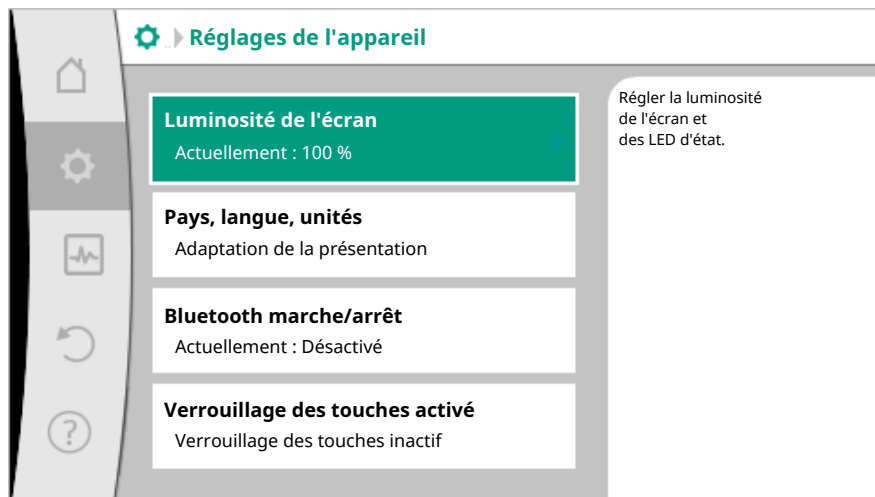 Réglages de l'appareil
Luminosité de l'écran
Actuellement : 100 %
Pays, langue, unités
Adaptation de la présentation
Bluetooth marche/arrêt
Actuellement : Désactivé
Verrouillage des touches activé
Verrouillage des touches inactif
Régler la luminosité
de l'écran et
des LED d'état.